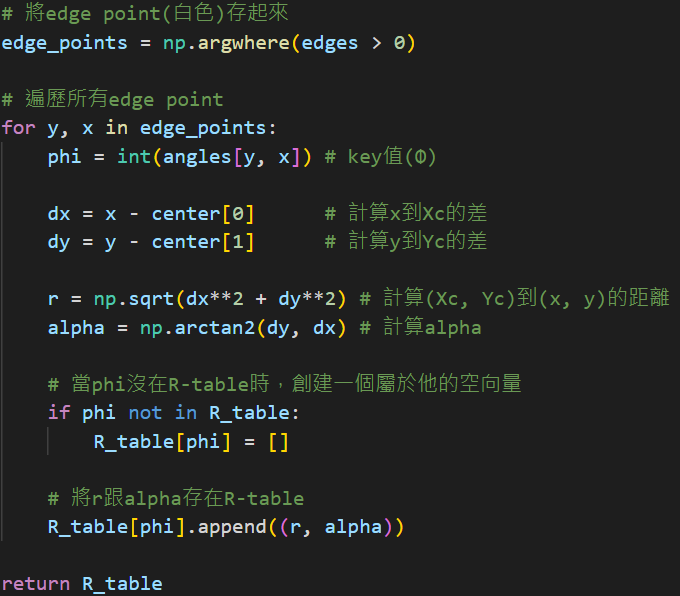 # 將edge point(白色)存起來
edge_points = np.argwhere(edges > 0)
# 遍歷所有edge point
for y, x in edge_points:
phi = int(angles[y, x]) # key值(Φ)
dx = x - center[0] # 計算x到Xc的差
dy = y - center[1] # 計算y到Yc的差
r = np.sqrt(dx**2 + dy**2) # 計算(Xc, Yc)到(x, y)的距離
alpha = np.arctan2(dy, dx) # 計算alpha
# 當phi沒在R-table時，創建一個屬於他的空向量
if phi not in R_table:
R_table[phi] = []
# 將r跟alpha存在R-table
R_table[phi].append((r, alpha))
return R_table